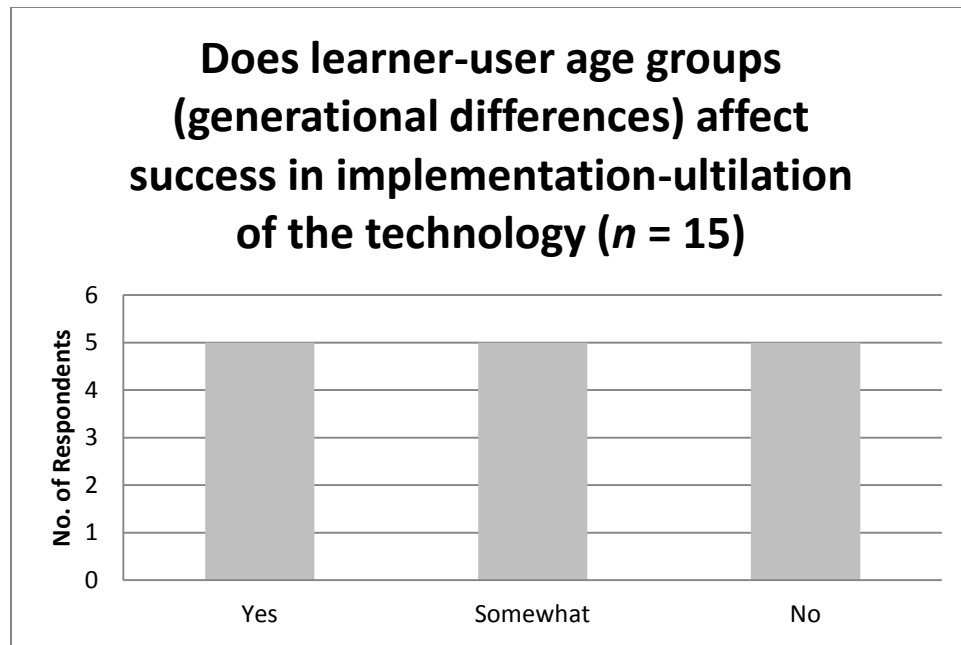 Does learner-user age groups
(generational differences) affect
success in implementation-ultilation
of the technology (n = 15)
6
5
4
3
2
1
0
No. of Respondents
Yes
Somewhat
No